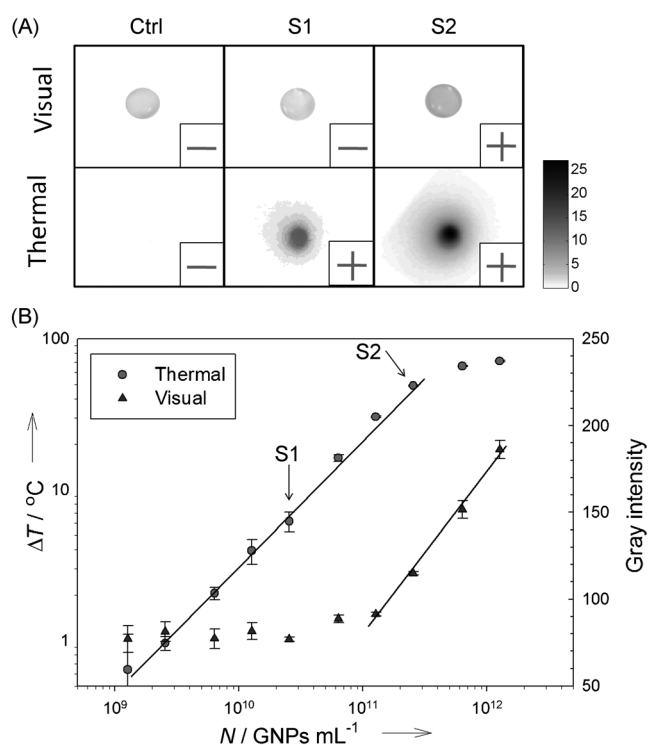 (A)
Ctrl S1 S2
Visual
− − +
Thermal
− + +
25
20
15
10
5
0
(B)
100 250
Thermal
Visual
S2
S1
200
10
150
100
1
50
ΔT / °C
Gray intensity
10⁹ 10¹⁰ 10¹¹ 10¹²
N / GNPs mL⁻¹